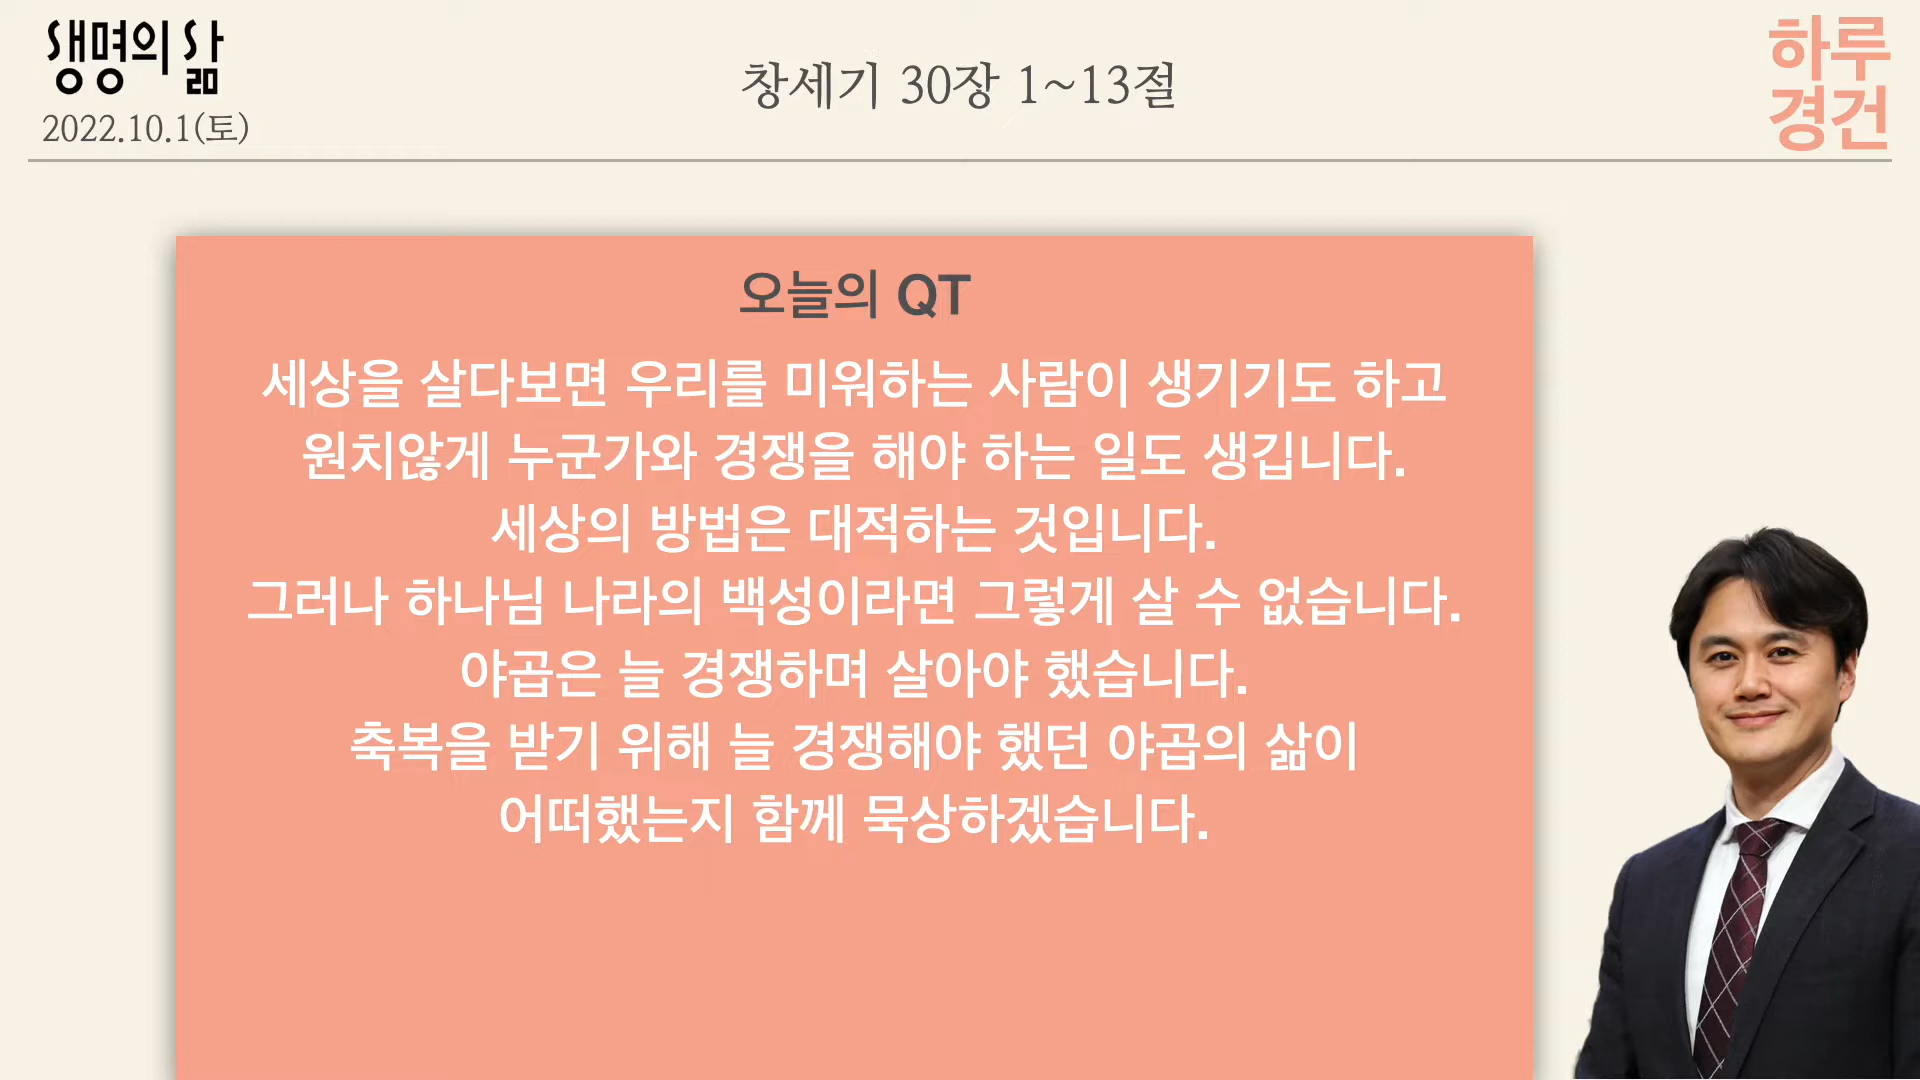 생명의 삶
2022.10.1(토)
창세기 30장 1~13절
하루
경건
오늘의 QT
세상을 살다보면 우리를 미워하는 사람이 생기기도 하고
원치않게 누군가와 경쟁을 해야 하는 일도 생깁니다.
세상의 방법은 대적하는 것입니다.
그러나 하나님 나라의 백성이라면 그렇게 살 수 없습니다.
야곱은 늘 경쟁하며 살아야 했습니다.
축복을 받기 위해 늘 경쟁해야 했던 야곱의 삶이
어떠했는지 함께 묵상하겠습니다.